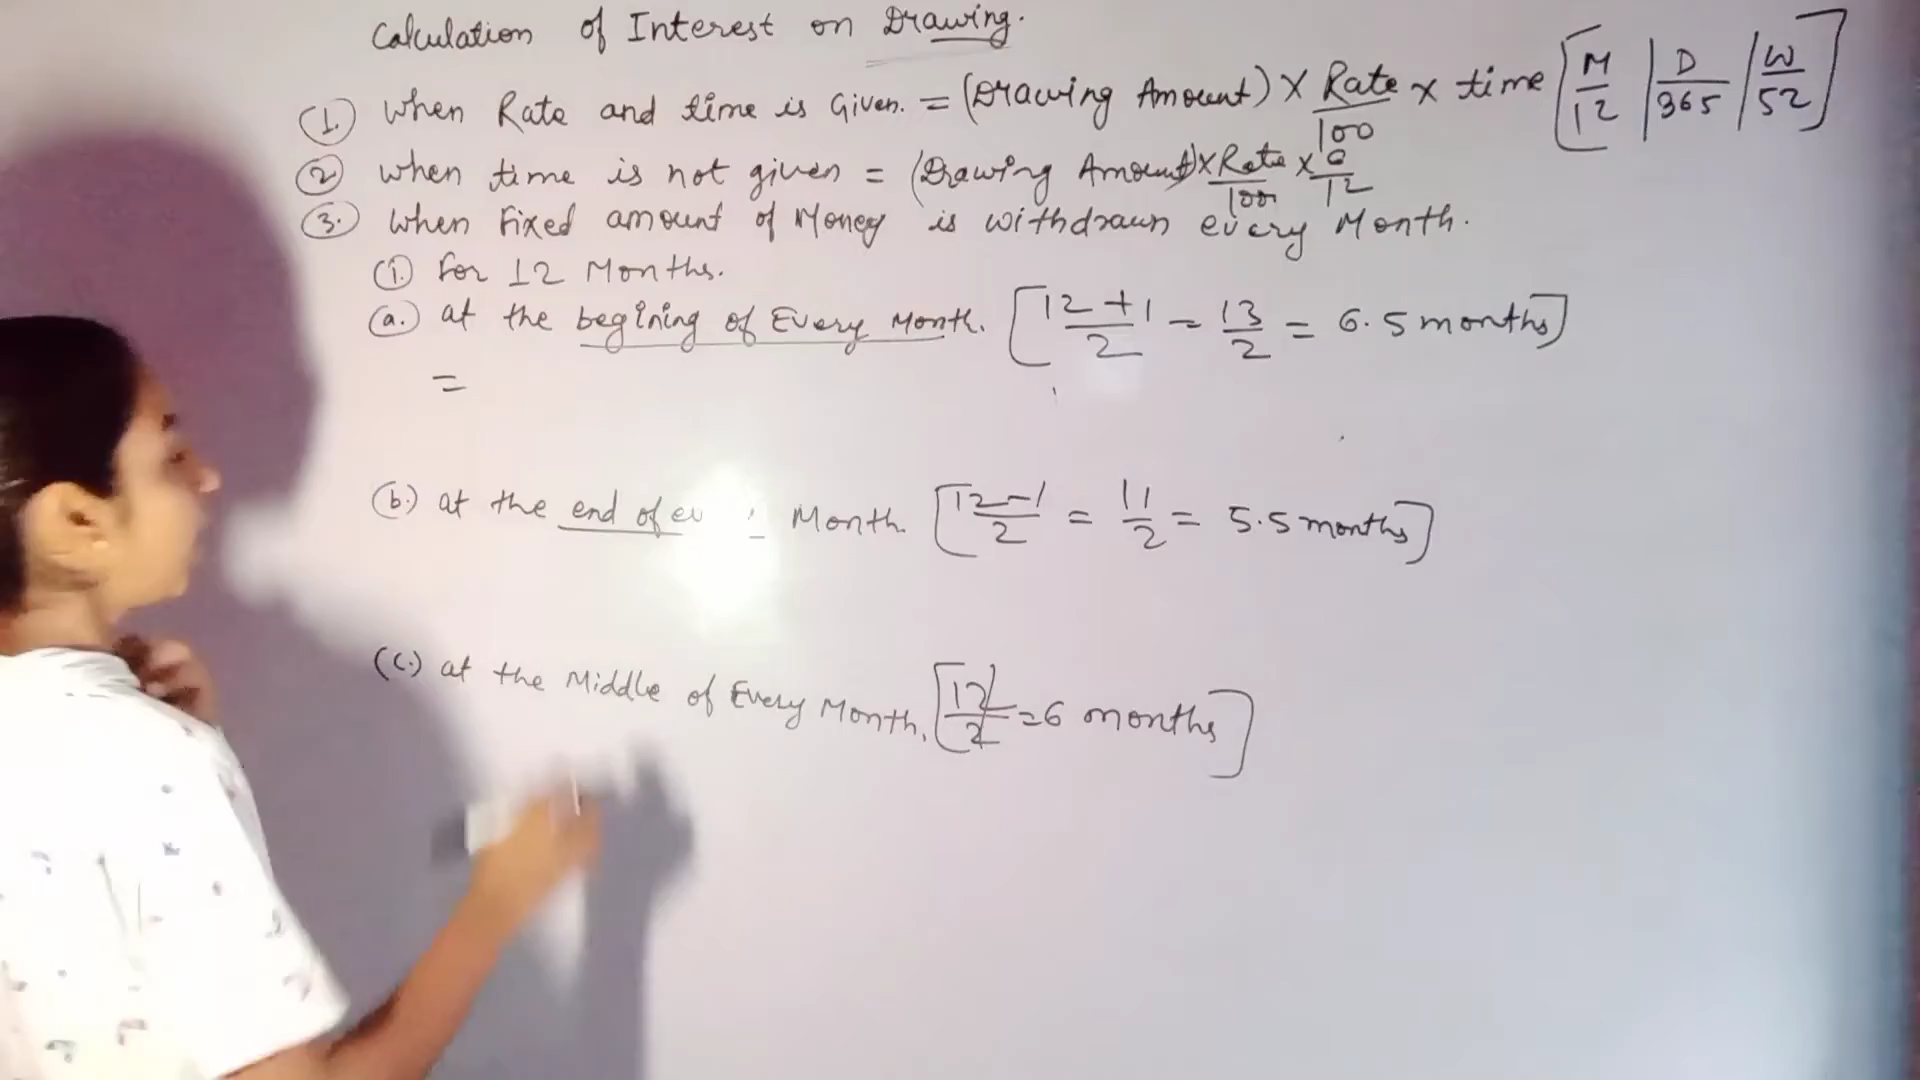 Calculation of Interest on Drawing.
(1.) When Rate and time is Given. = (Drawing Amount) × Rate/100 × time [M/12 | D/365 | W/52]
(2) When time is not given = (Drawing Amount) × Rate/100 × 6/12
(3.) When Fixed amount of Money is withdrawn every Month.
(i.) For 12 Months.
(a.) at the begining of Every Month. [12+1/2 = 13/2 = 6.5 months]
=
(b.) at the end of Month. [12-1/2 = 11/2 = 5.5 months]
(c.) at the Middle of Every Month. [12/2 = 6 months]